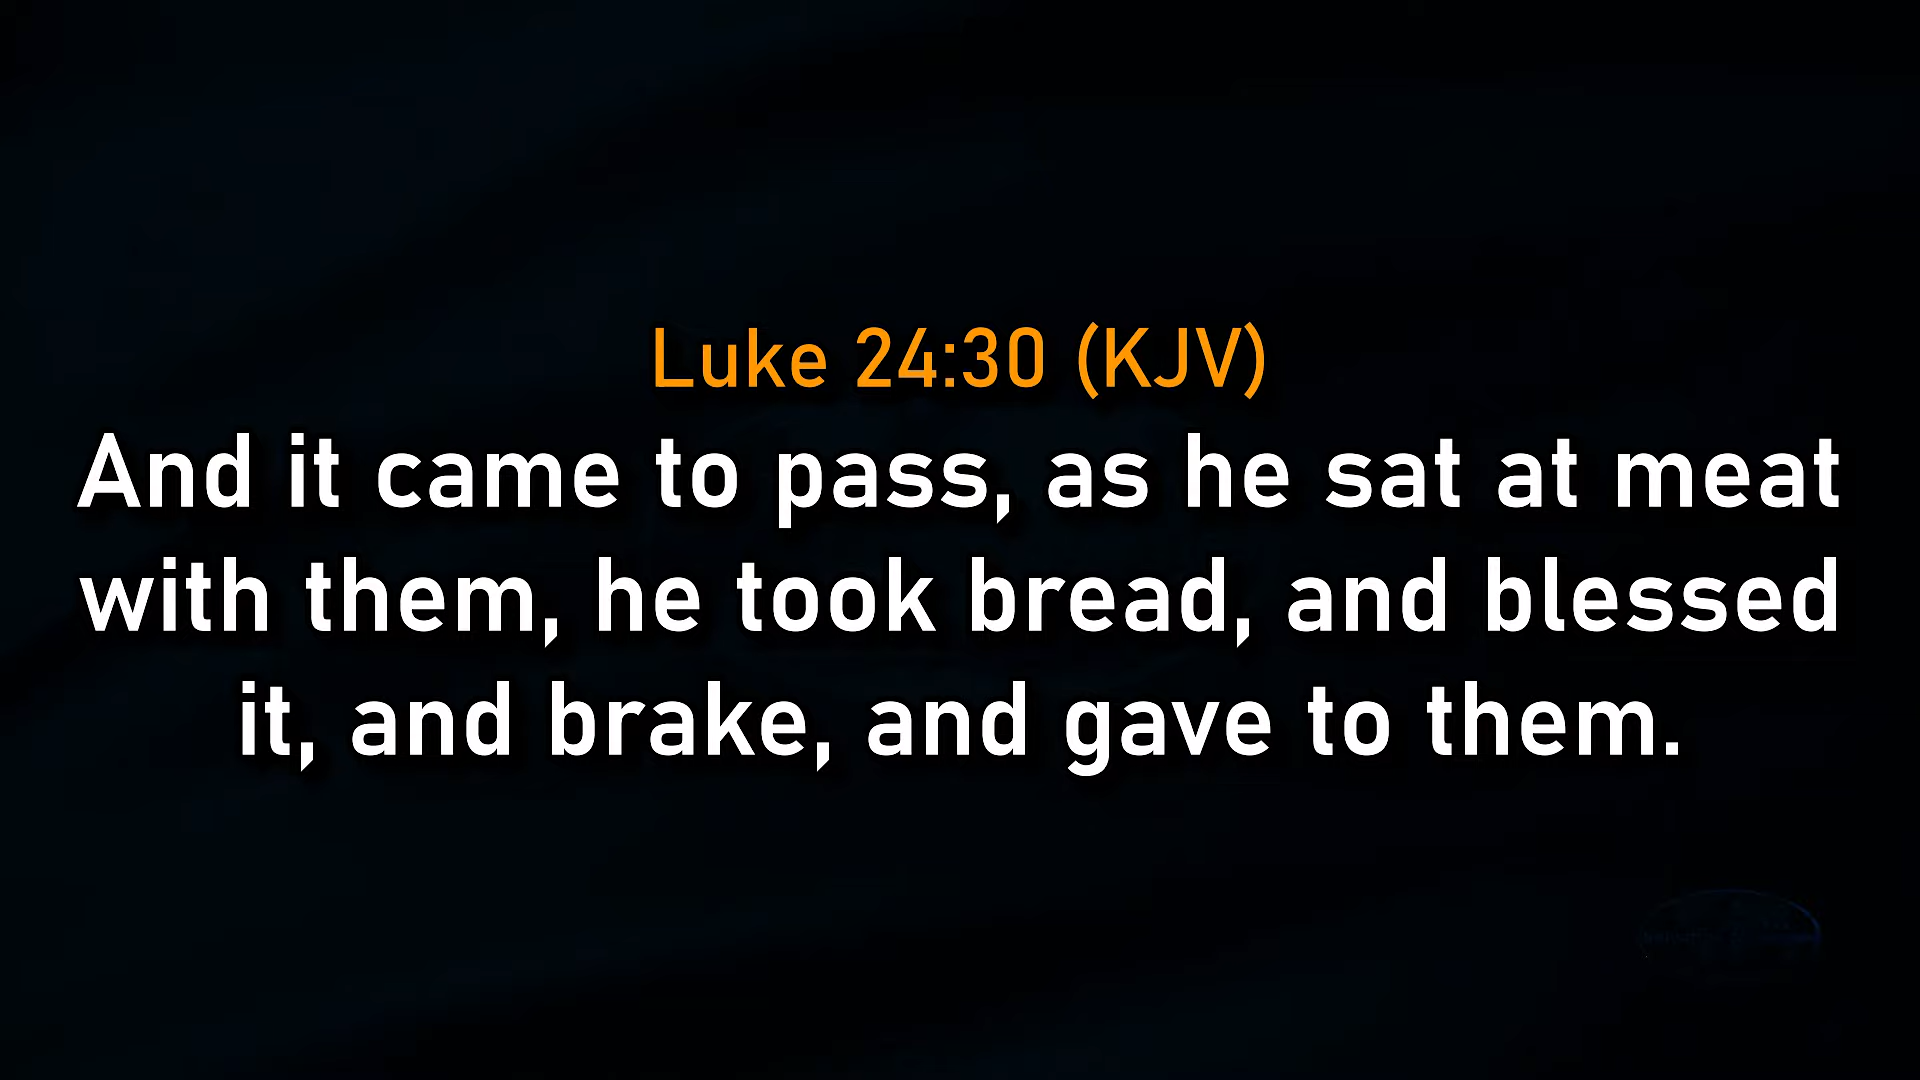 Luke 24:30 (KJV)
And it came to pass, as he sat at meat
with them, he took bread, and blessed
it, and brake, and gave to them.